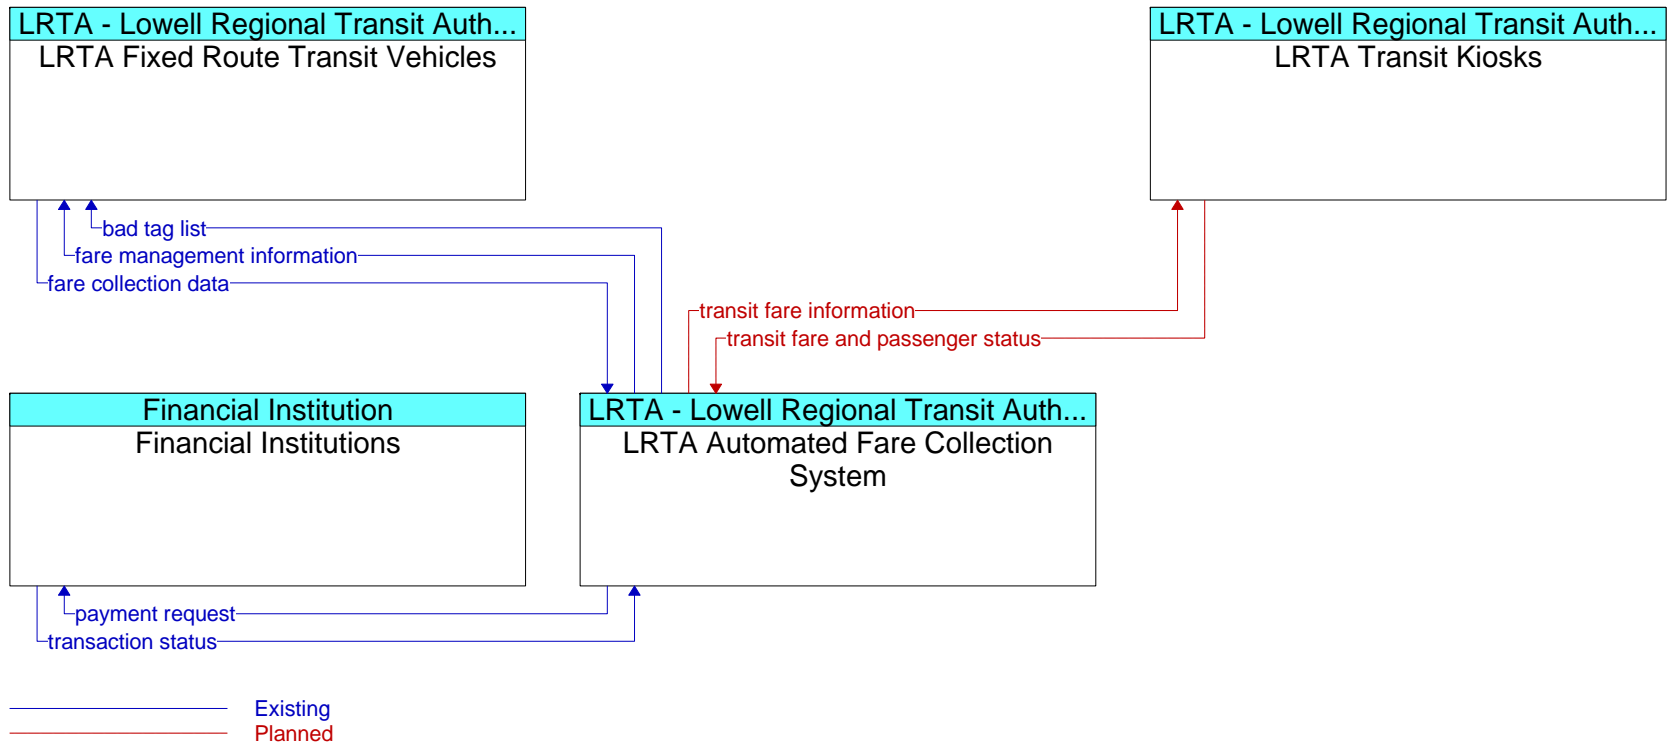 LRTA - Lowell Regional Transit Auth...
LRTA Fixed Route Transit Vehicles
LRTA - Lowell Regional Transit Auth...
LRTA Transit Kiosks
bad tag list
fare management information
fare collection data
transit fare information
transit fare and passenger status
Financial Institution
Financial Institutions
LRTA - Lowell Regional Transit Auth...
LRTA Automated Fare Collection
System
payment request
transaction status
Existing
Planned